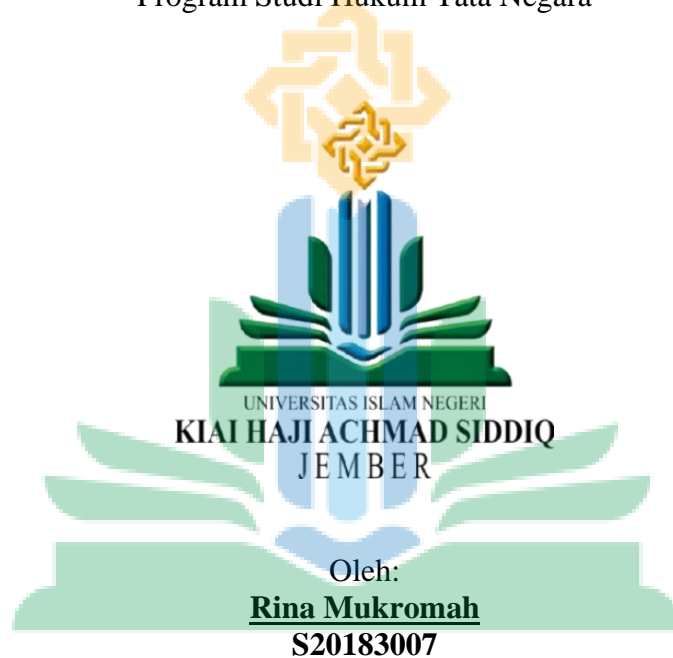 Program Studi Hukum Tata Negara
UNIVERSITAS ISLAM NEGERI
KIAI HAJI ACHMAD SIDDIQ
JEMBER
Oleh:
Rina Mukromah
S20183007